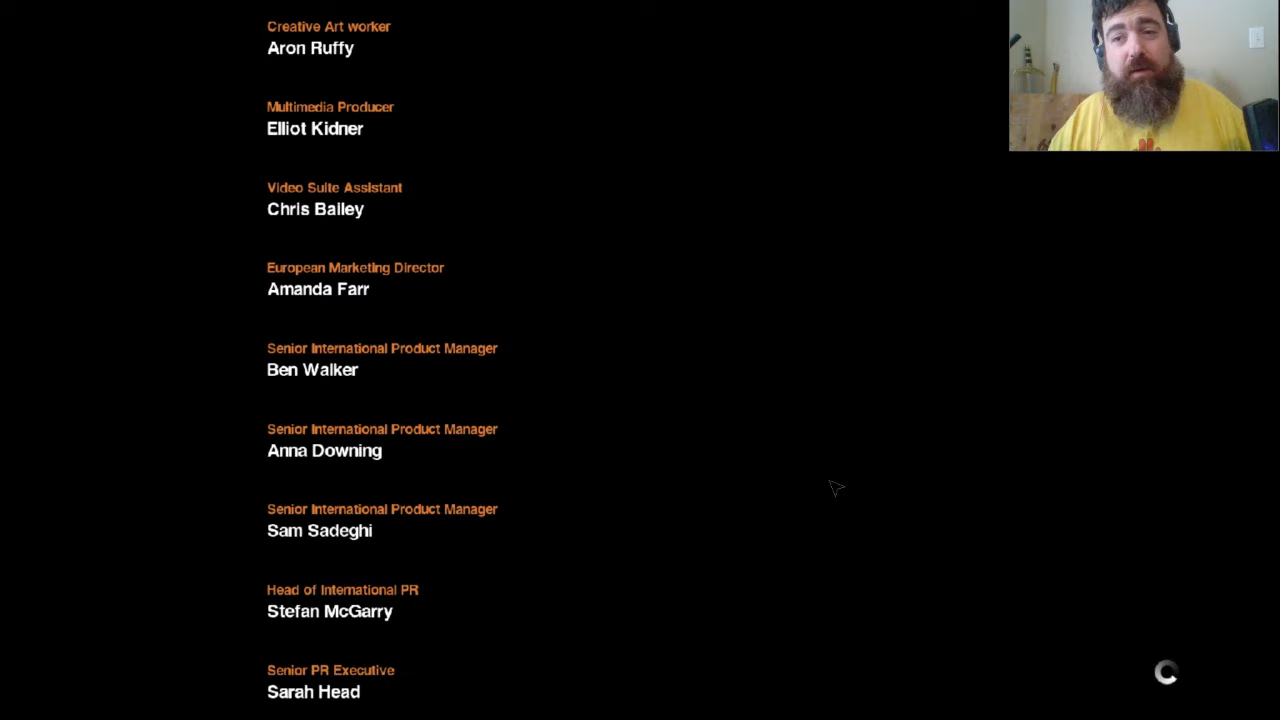 Creative Art worker
Aron Ruffy
Multimedia Producer
Elliot Kidner
Video Suite Assistant
Chris Bailey
European Marketing Director
Amanda Farr
Senior International Product Manager
Ben Walker
Senior International Product Manager
Anna Downing
Senior International Product Manager
Sam Sadeghi
Head of International PR
Stefan McGarry
Senior PR Executive
Sarah Head